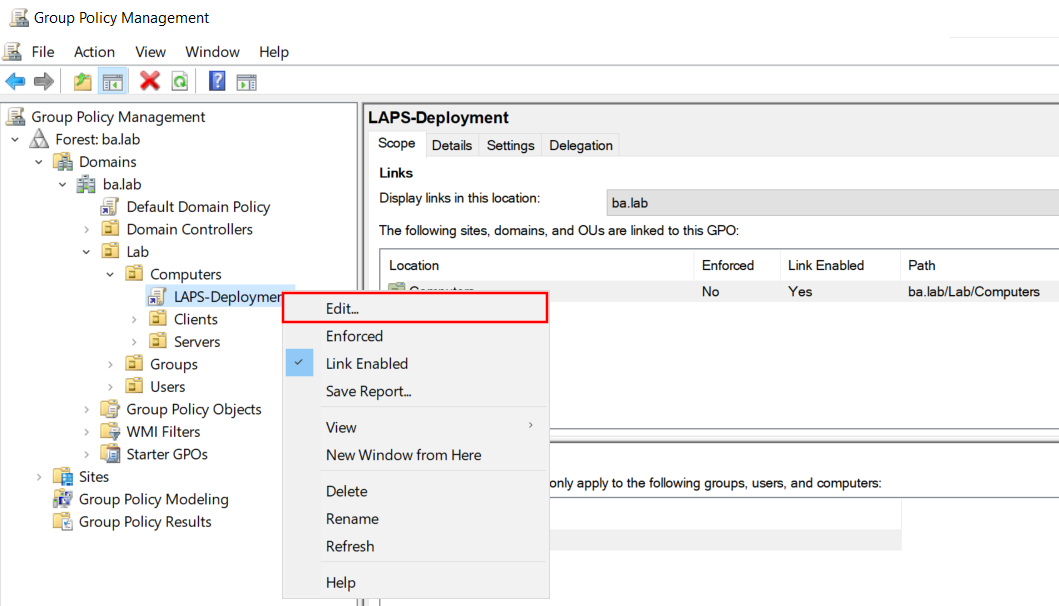 Group Policy Management
File Action View Window Help
Group Policy Management
Forest: ba.lab
Domains
ba.lab
Default Domain Policy
Domain Controllers
Lab
Computers
LAPS-Deploymen
Clients
Servers
Groups
Users
Group Policy Objects
WMI Filters
Starter GPOs
Sites
Group Policy Modeling
Group Policy Results
Edit...
Enforced
Link Enabled
Save Report...
View
New Window from Here
Delete
Rename
Refresh
Help
LAPS-Deployment
Scope Details Settings Delegation
Links
Display links in this location: ba.lab
The following sites, domains, and OUs are linked to this GPO:
Location Enforced Link Enabled Path
Computers No Yes ba.lab/Lab/Computers
only apply to the following groups, users, and computers: